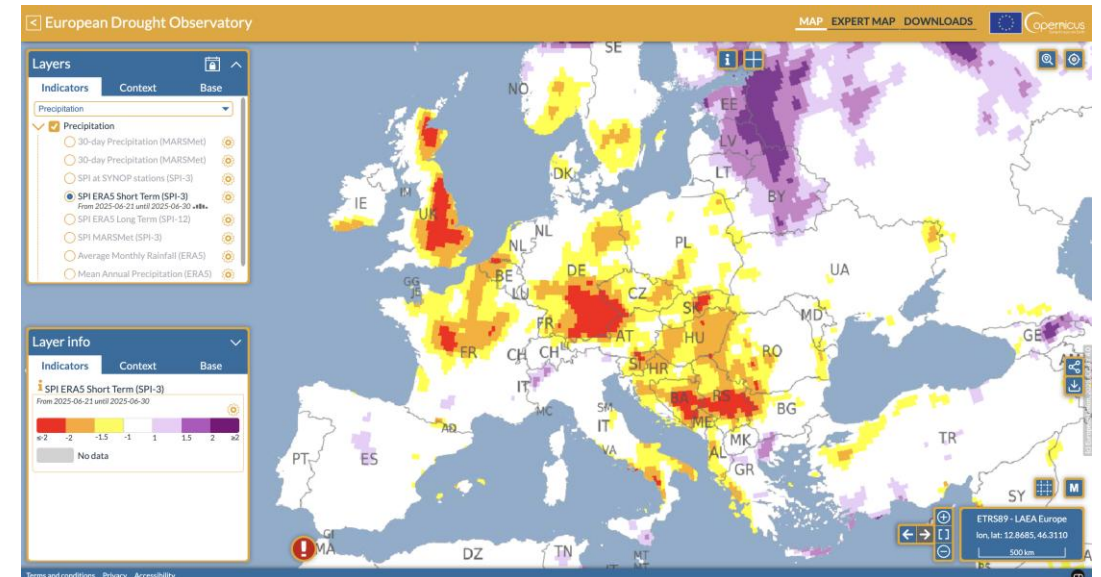 European Drought Observatory
MAP EXPERT MAP DOWNLOADS
opernicus
Layers
Indicators Context Base
Precipitation
Precipitation
30-day Precipitation (MARSMet)
30-day Precipitation (MARSMet)
SPI at SYNOP stations (SPI-3)
SPI ERA5 Short Term (SPI-3)
From 2025-06-21 until 2025-06-30
SPI ERA5 Long Term (SPI-12)
SPI MARSMet (SPI-3)
Average Monthly Rainfall (ERA5)
Mean Annual Precipitation (ERA5)
Layer info
Indicators Context Base
SPI ERA5 Short Term (SPI-3)
From 2025-06-21 until 2025-06-30
≤-2 -2 -1.5 -1 1 1.5 2 ≥2
No data
SE
NO
EE
LV
LT
DK
IM
IE
UK
BY
NL
NL
PL
BE
DE
GG
JE
LU
CZ
UA
SK
FR
AT
MD
HU
FR
CH
CH
RO
SI
HR
GE
IT
BA
RS
MC
SM
IT
ME
BG
AD
VA
MK
AL
PT
ES
GR
TR
SY
GI
MA
DZ
TN
MT
M
ETRS89 - LAEA Europe
lon, lat: 12.8685, 46.3110
500 km
Terms and conditions Privacy Accessibility